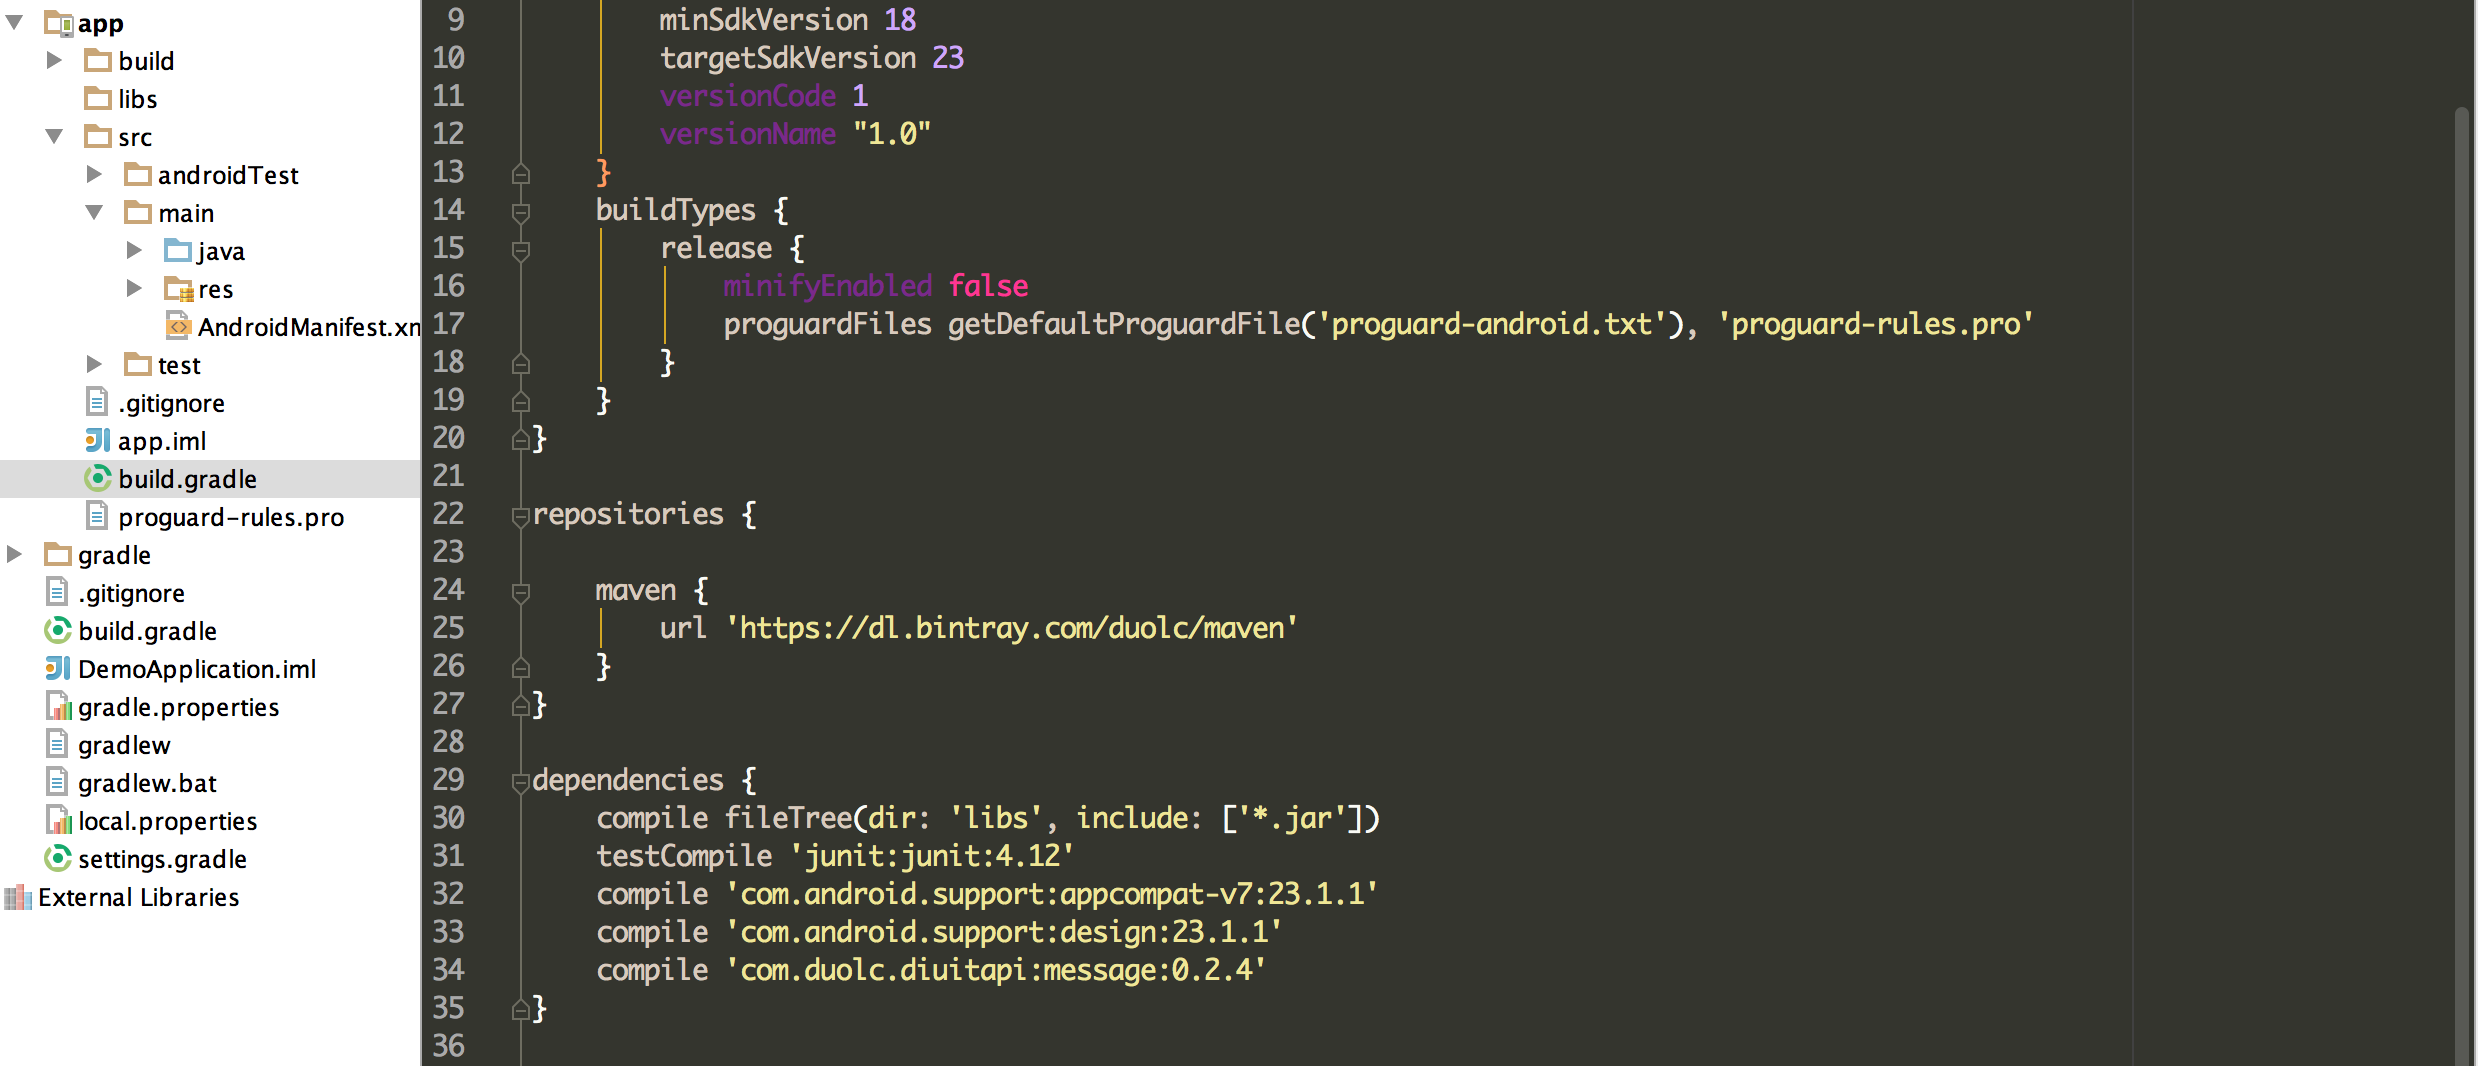 app
build
libs
src
androidTest
main
java
res
AndroidManifest.xm
test
.gitignore
app.iml
build.gradle
proguard-rules.pro
gradle
.gitignore
build.gradle
DemoApplication.iml
gradle.properties
gradlew
gradlew.bat
local.properties
settings.gradle
External Libraries
9 minSdkVersion 18
10 targetSdkVersion 23
11 versionCode 1
12 versionName "1.0"
13 }
14 buildTypes {
15 release {
16 minifyEnabled false
17 proguardFiles getDefaultProguardFile('proguard-android.txt'), 'proguard-rules.pro'
18 }
19 }
20 }
21
22 repositories {
23
24 maven {
25 url 'https://dl.bintray.com/duolc/maven'
26 }
27 }
28
29 dependencies {
30 compile fileTree(dir: 'libs', include: ['*.jar'])
31 testCompile 'junit:junit:4.12'
32 compile 'com.android.support:appcompat-v7:23.1.1'
33 compile 'com.android.support:design:23.1.1'
34 compile 'com.duolc.diuitapi:message:0.2.4'
35 }
36